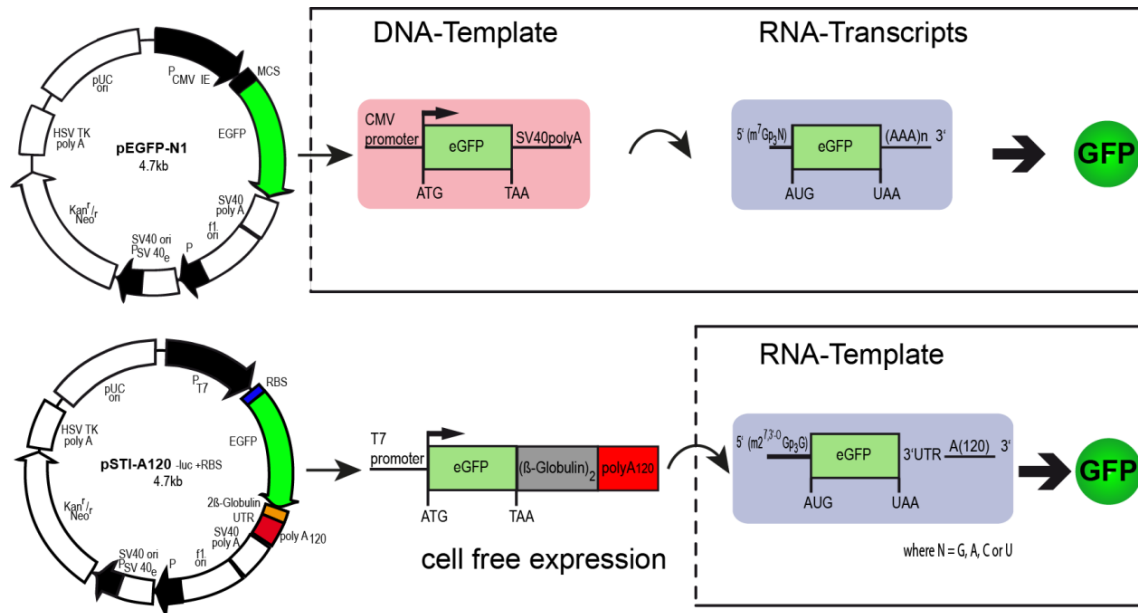 DNA-Template
RNA-Transcripts
pUC
ori
PCMV IE
MCS
HSV TK
poly A
EGFP
pEGFP-N1
4.7kb
Kanr/
Neor
SV40
poly A
f1
ori
SV40 ori
PSV 40e
P
CMV
promoter
eGFP
SV40polyA
ATG
TAA
5‘ (m7Gp3N)
eGFP
(AAA)n 3‘
AUG
UAA
GFP
RNA-Template
pUC
ori
PT7
RBS
HSV TK
poly A
EGFP
pSTI-A120 -luc +RBS
4.7kb
Kanr/r
Neo
2ß-Globulin
UTR
SV40
poly A
poly A120
f1
ori
SV40 ori
PSV 40e
P
T7
promoter
eGFP
(ß-Globulin)2
polyA120
ATG
TAA
cell free expression
5‘ (m27,3'-O Gp3G)
eGFP
3'UTR
A(120) 3‘
AUG
UAA
GFP
where N = G, A, C or U